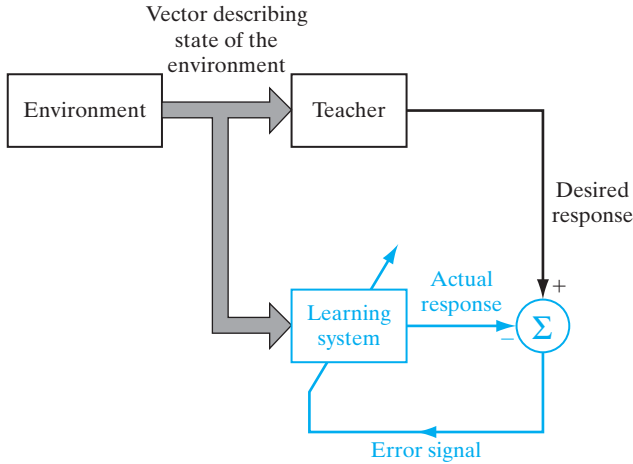 Vector describing
state of the
environment
Environment
Teacher
Desired
response
+
Actual
response
Learning
system
–
Σ
Error signal